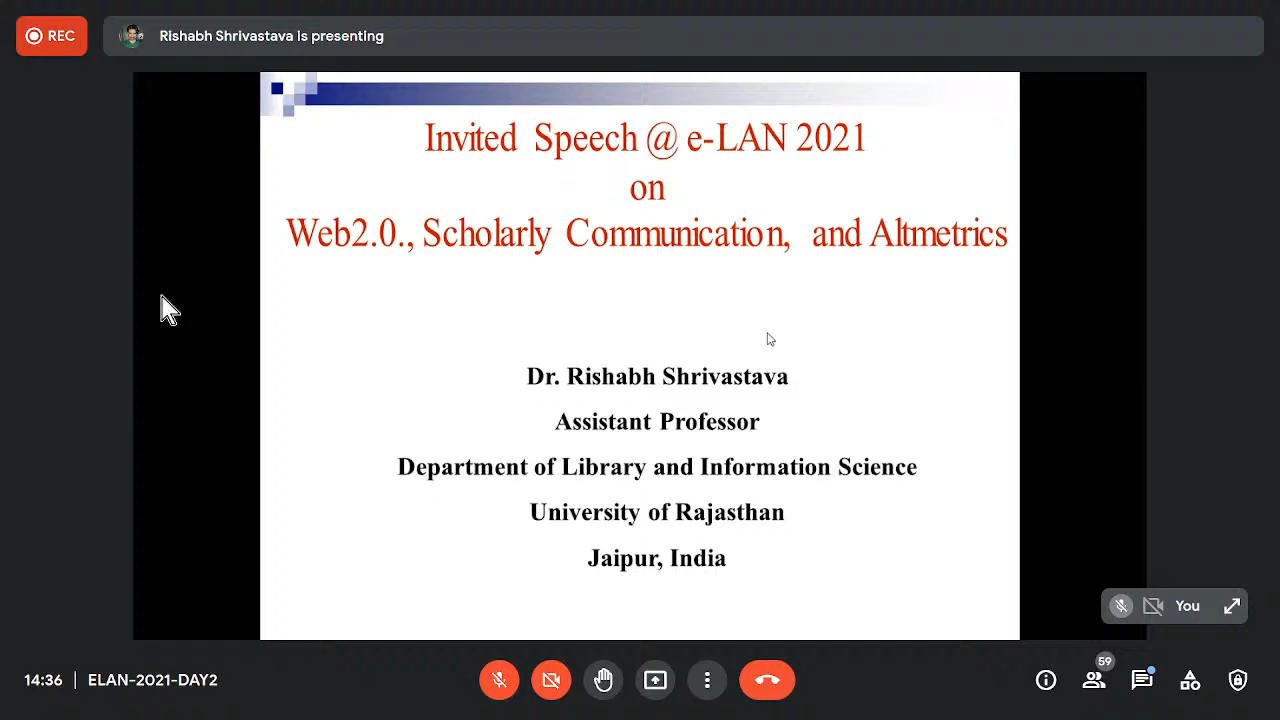 REC
Rishabh Shrivastava is presenting
Invited Speech @ e-LAN 2021
on
Web2.0., Scholarly Communication, and Altmetrics
Dr. Rishabh Shrivastava
Assistant Professor
Department of Library and Information Science
University of Rajasthan
Jaipur, India
You
14:36 | ELAN-2021-DAY2
59